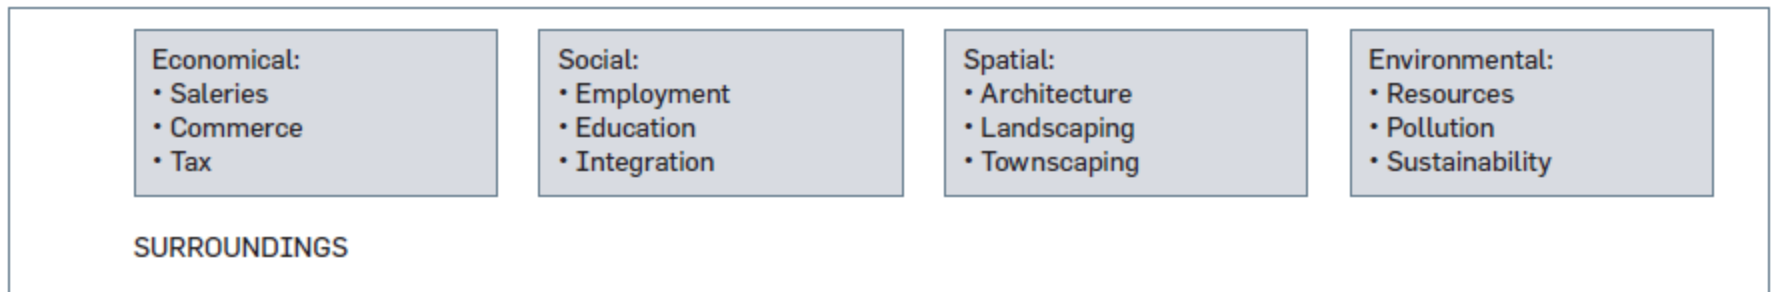 Economical:
• Saleries
• Commerce
• Tax
Social:
• Employment
• Education
• Integration
Spatial:
• Architecture
• Landscaping
• Townscaping
Environmental:
• Resources
• Pollution
• Sustainability
SURROUNDINGS